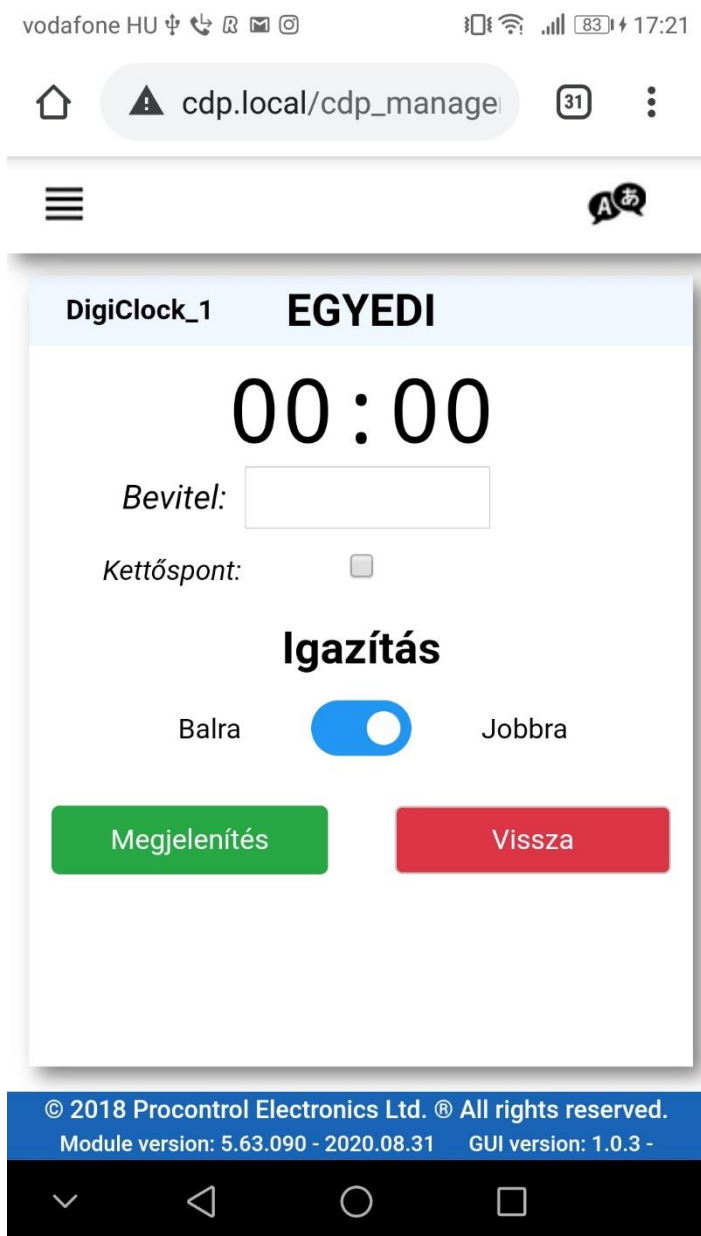 vodafone HU 83 17:21
cdp.local/cdp_manage 31
A あ
DigiClock_1 EGYEDI
00:00
Bevitel:
Kettőspont:
Igazítás
Balra Jobbra
Megjelenítés Vissza
© 2018 Procontrol Electronics Ltd. ® All rights reserved.
Module version: 5.63.090 - 2020.08.31 GUI version: 1.0.3 -